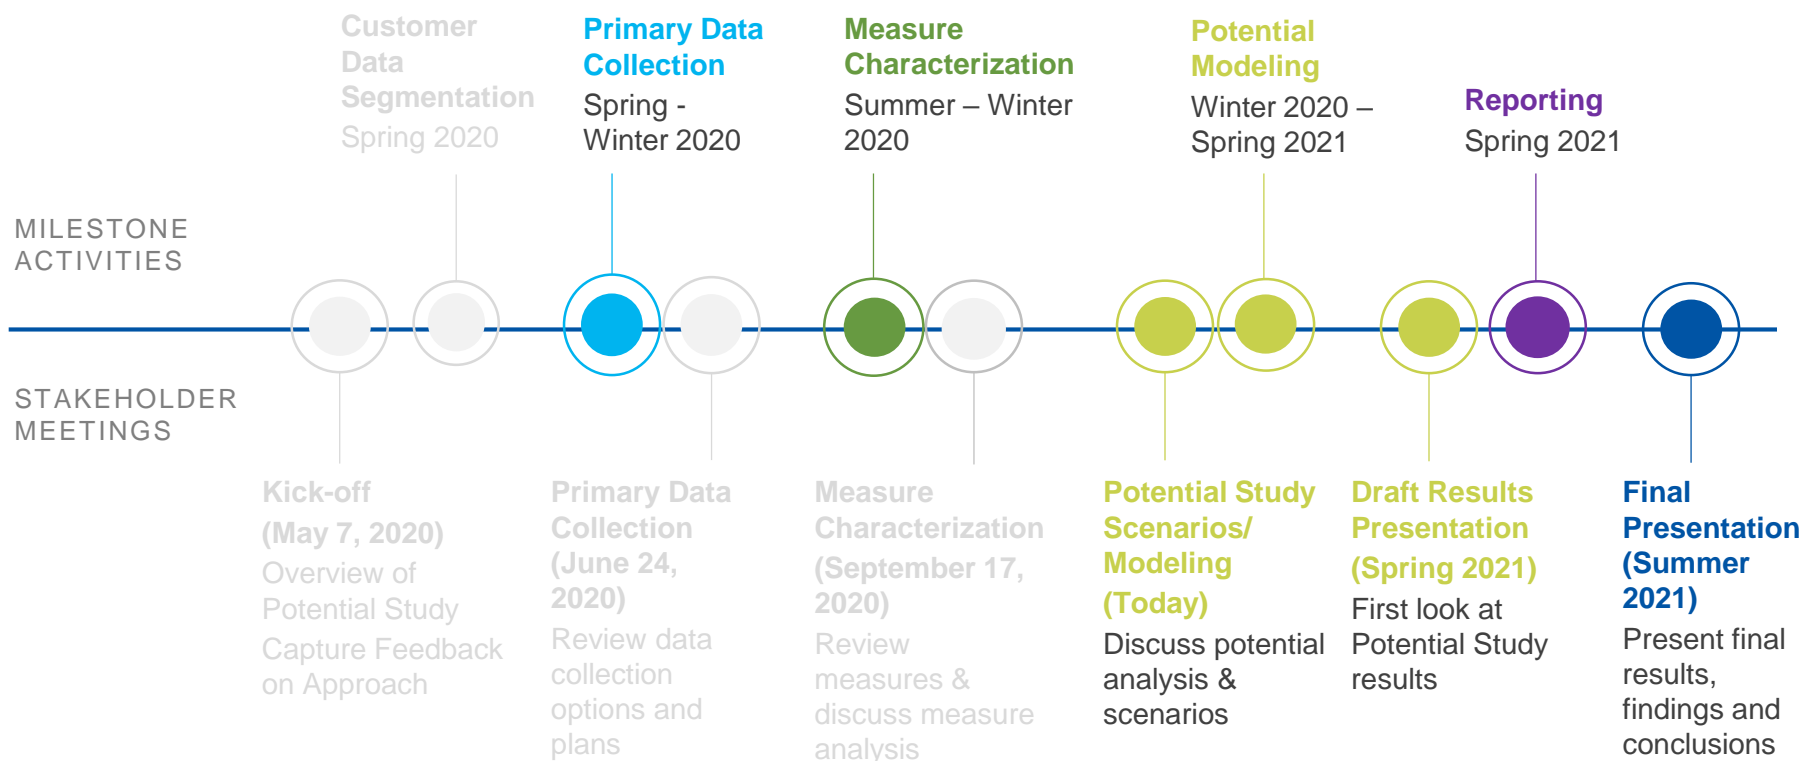 Customer
Data
Segmentation
Spring 2020
Primary Data
Collection
Spring -
Winter 2020
Measure
Characterization
Summer – Winter
2020
Potential
Modeling
Winter 2020 –
Spring 2021
Reporting
Spring 2021
MILESTONE
ACTIVITIES
STAKEHOLDER
MEETINGS
Kick-off
(May 7, 2020)
Overview of
Potential Study
Capture Feedback
on Approach
Primary Data
Collection
(June 24,
2020)
Review data
collection
options and
plans
Measure
Characterization
(September 17,
2020)
Review
measures &
discuss measure
analysis
Potential Study
Scenarios/
Modeling
(Today)
Discuss potential
analysis &
scenarios
Draft Results
Presentation
(Spring 2021)
First look at
Potential Study
results
Final
Presentation
(Summer
2021)
Present final
results,
findings and
conclusions